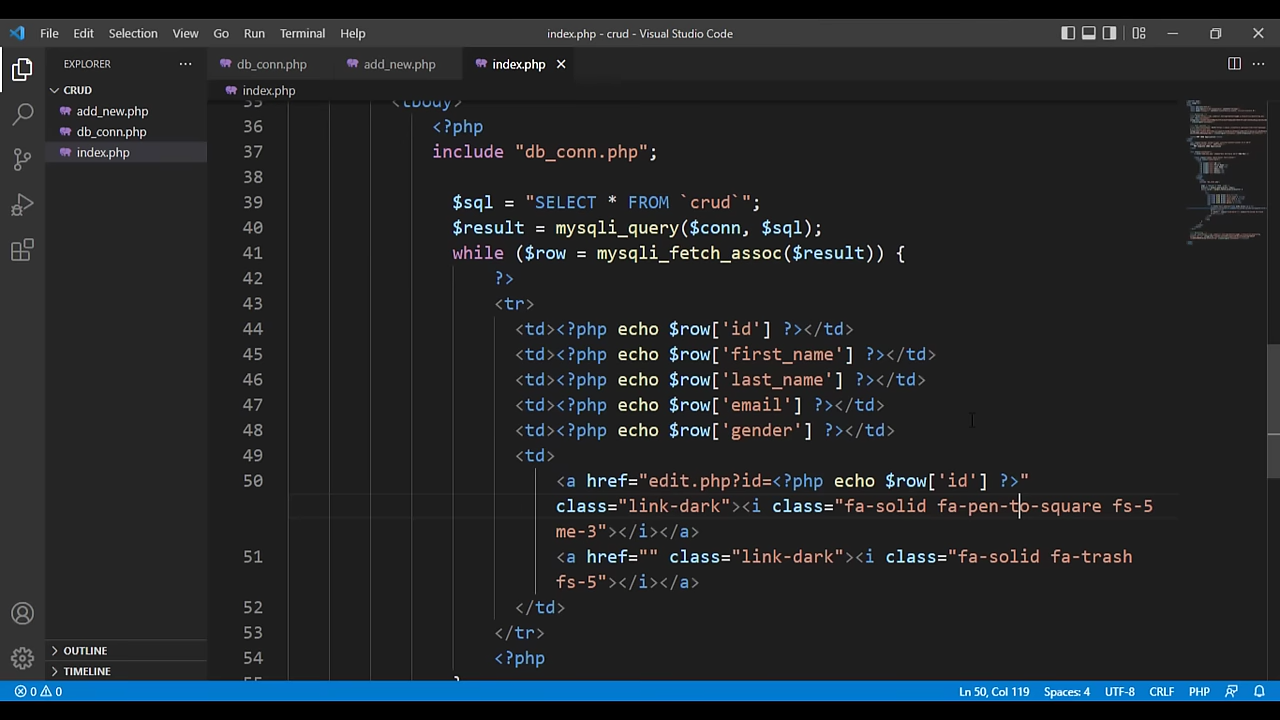 File Edit Selection View Go Run Terminal Help index.php - crud - Visual Studio Code
EXPLORER
CRUD
add_new.php
db_conn.php
index.php
OUTLINE
TIMELINE
db_conn.php add_new.php index.php
index.php
35 <tbody>
36 <?php
37 include "db_conn.php";
38
39 $sql = "SELECT * FROM `crud`";
40 $result = mysqli_query($conn, $sql);
41 while ($row = mysqli_fetch_assoc($result)) {
42 ?>
43 <tr>
44 <td><?php echo $row['id'] ?></td>
45 <td><?php echo $row['first_name'] ?></td>
46 <td><?php echo $row['last_name'] ?></td>
47 <td><?php echo $row['email'] ?></td>
48 <td><?php echo $row['gender'] ?></td>
49 <td>
50 <a href="edit.php?id=<?php echo $row['id'] ?>"
class="link-dark"><i class="fa-solid fa-pen-to-square fs-5
me-3"></i></a>
51 <a href="" class="link-dark"><i class="fa-solid fa-trash
fs-5"></i></a>
52 </td>
53 </tr>
54 <?php
55 }
0 0 Ln 50, Col 119 Spaces: 4 UTF-8 CRLF PHP